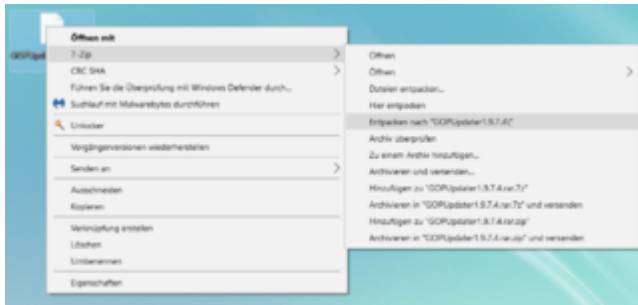 GOPUpd
Öffnen mit
7-Zip
CRC SHA
Führen Sie die Überprüfung mit Windows Defender durch...
Suchlauf mit Malwarebytes durchführen
Unlocker
Vorgängerversionen wiederherstellen
Senden an
Ausschneiden
Kopieren
Verknüpfung erstellen
Löschen
Umbenennen
Eigenschaften
Öffnen
Öffnen
Dateien entpacken...
Hier entpacken
Entpacken nach "GOPUpdater1.9.7.4\"
Archiv überprüfen
Zu einem Archiv hinzufügen...
Archivieren und versenden...
Hinzufügen zu "GOPUpdater1.9.7.4.rar.7z"
Archivieren in "GOPUpdater1.9.7.4.rar.7z" und versenden
Hinzufügen zu "GOPUpdater1.9.7.4.rar.zip"
Archivieren in "GOPUpdater1.9.7.4.rar.zip" und versenden